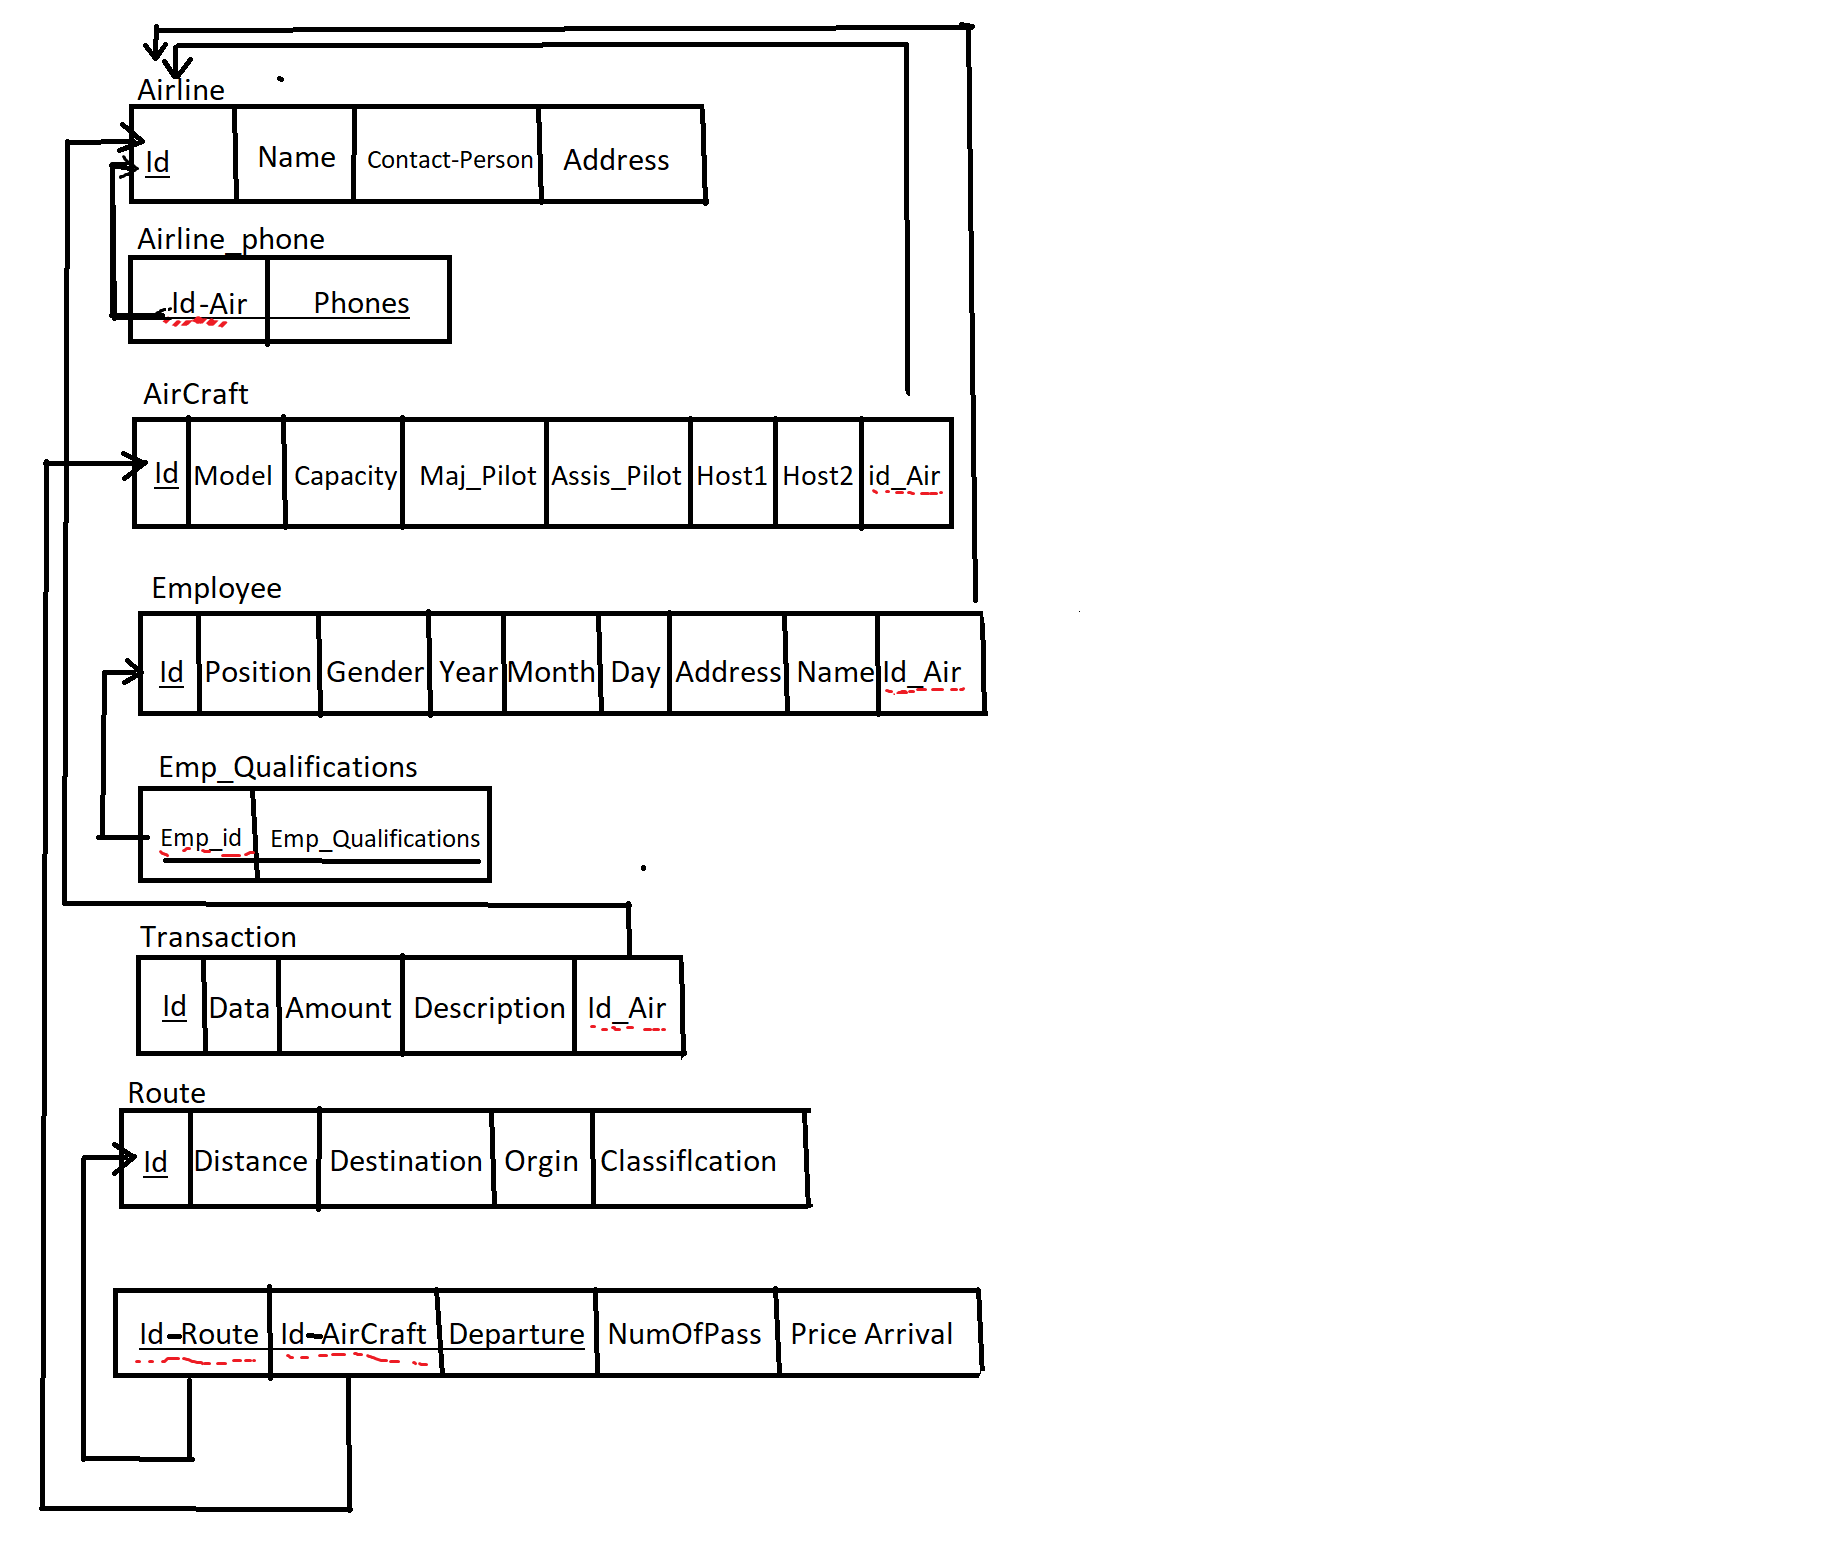 Airline
Id Name Contact-Person Address
Airline_phone
Id-Air Phones
AirCraft
Id Model Capacity Maj_Pilot Assis_Pilot Host1 Host2 id_Air
Employee
Id Position Gender Year Month Day Address Name Id_Air
Emp_Qualifications
Emp_id Emp_Qualifications
Transaction
Id Data Amount Description Id_Air
Route
Id Distance Destination Orgin Classiflcation
Id-Route Id-AirCraft Departure NumOfPass Price Arrival